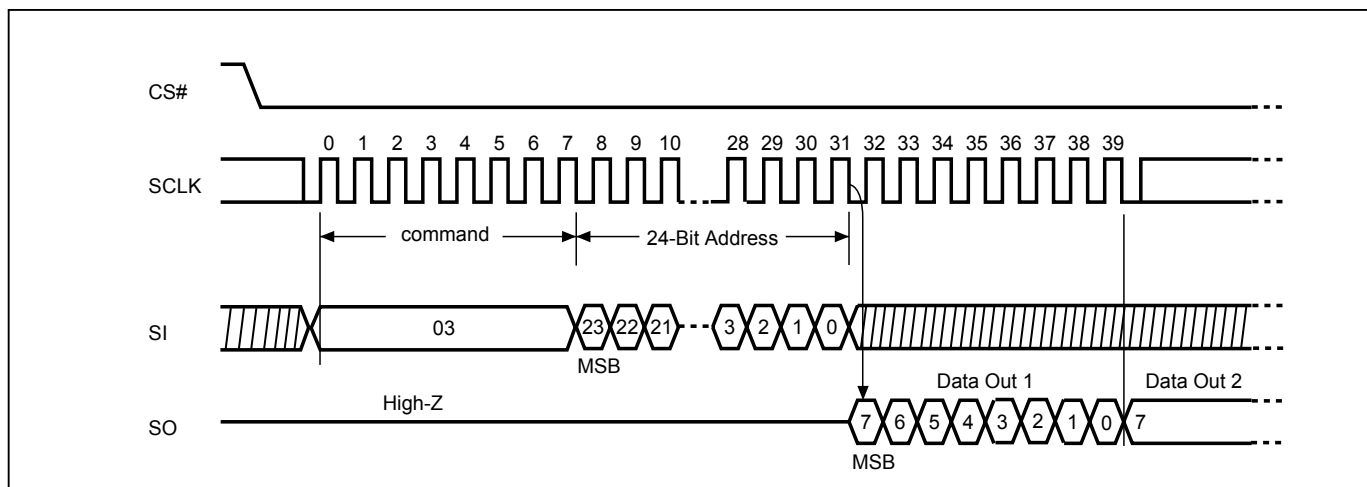 CS#
0 1 2 3 4 5 6 7 8 9 10 28 29 30 31 32 33 34 35 36 37 38 39
SCLK
command 24-Bit Address
SI 03 23 22 21 3 2 1 0
MSB
Data Out 1 Data Out 2
High-Z
SO 7 6 5 4 3 2 1 0 7
MSB